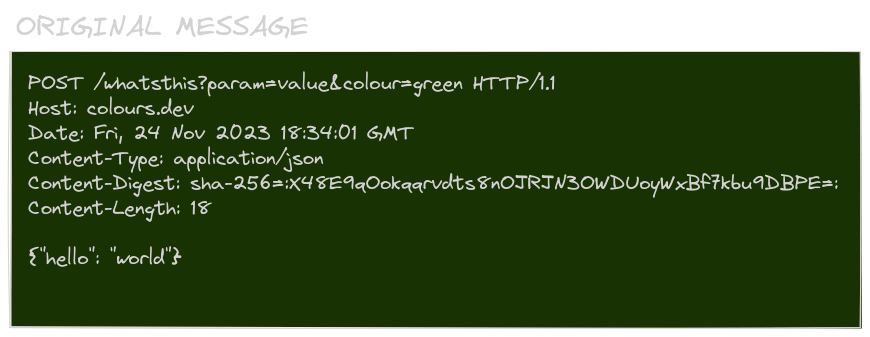 ORIGINAL MESSAGE
POST /whatsthis?param=value&colour=green HTTP/1.1
Host: colours.dev
Date: Fri, 24 Nov 2023 18:34:01 GMT
Content-Type: application/json
Content-Digest: sha-256=:X48E9qOokqqrvdts8nOJRJN3OWDUoyWxBf7kbu9DBPE=:
Content-Length: 18
{"hello": "world"}